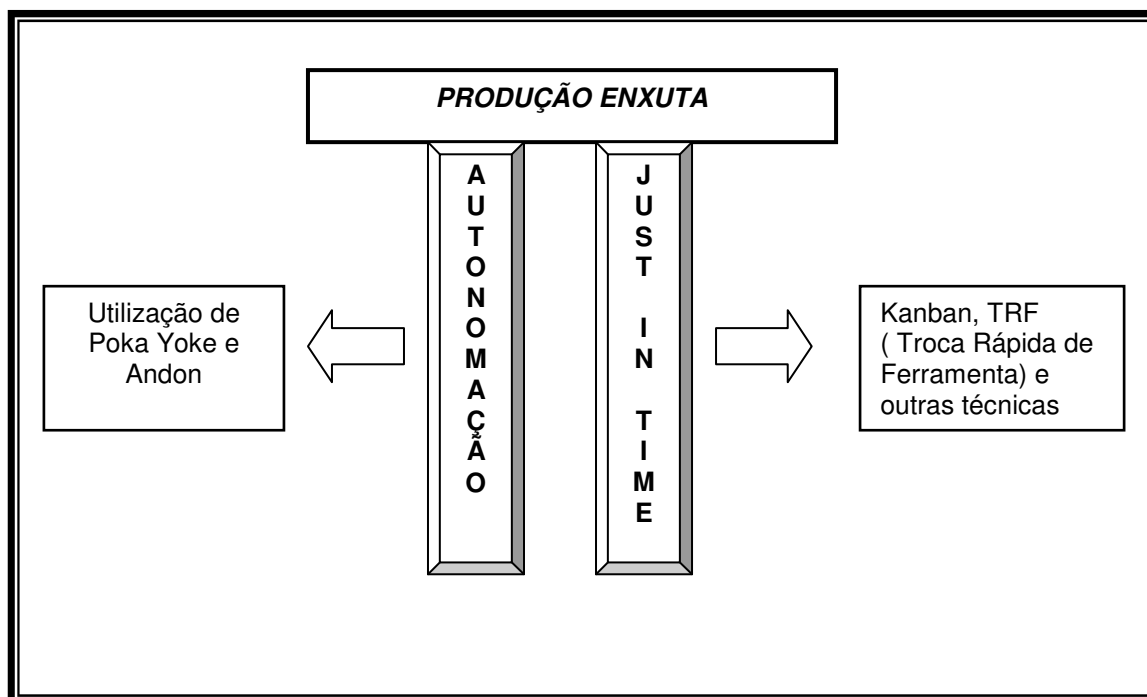 PRODUÇÃO ENXUTA
AUTONOMAÇÃO
JUST IN TIME
Utilização de
Poka Yoke e
Andon
Kanban, TRF
( Troca Rápida de
Ferramenta) e
outras técnicas